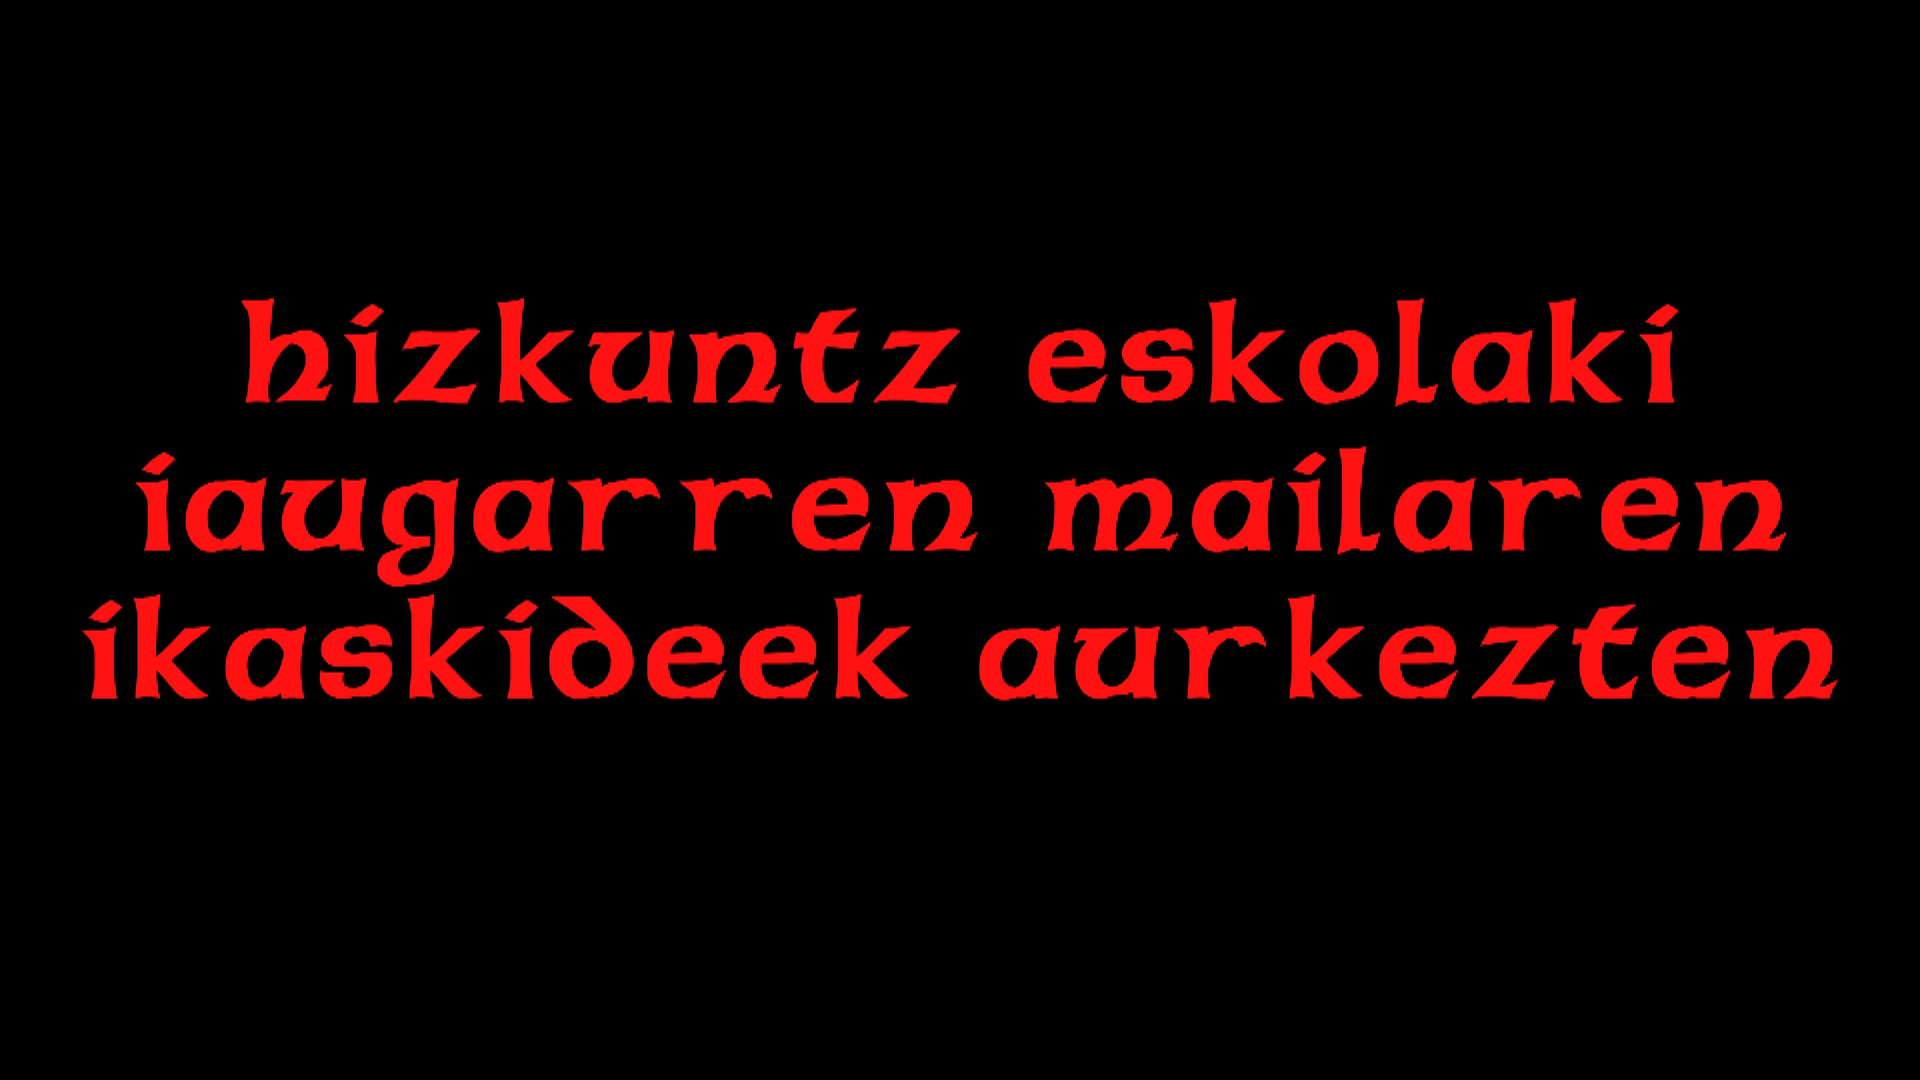 hizkuntz eskolaki
iaugarren mailaren
ikaskideek aurkezten